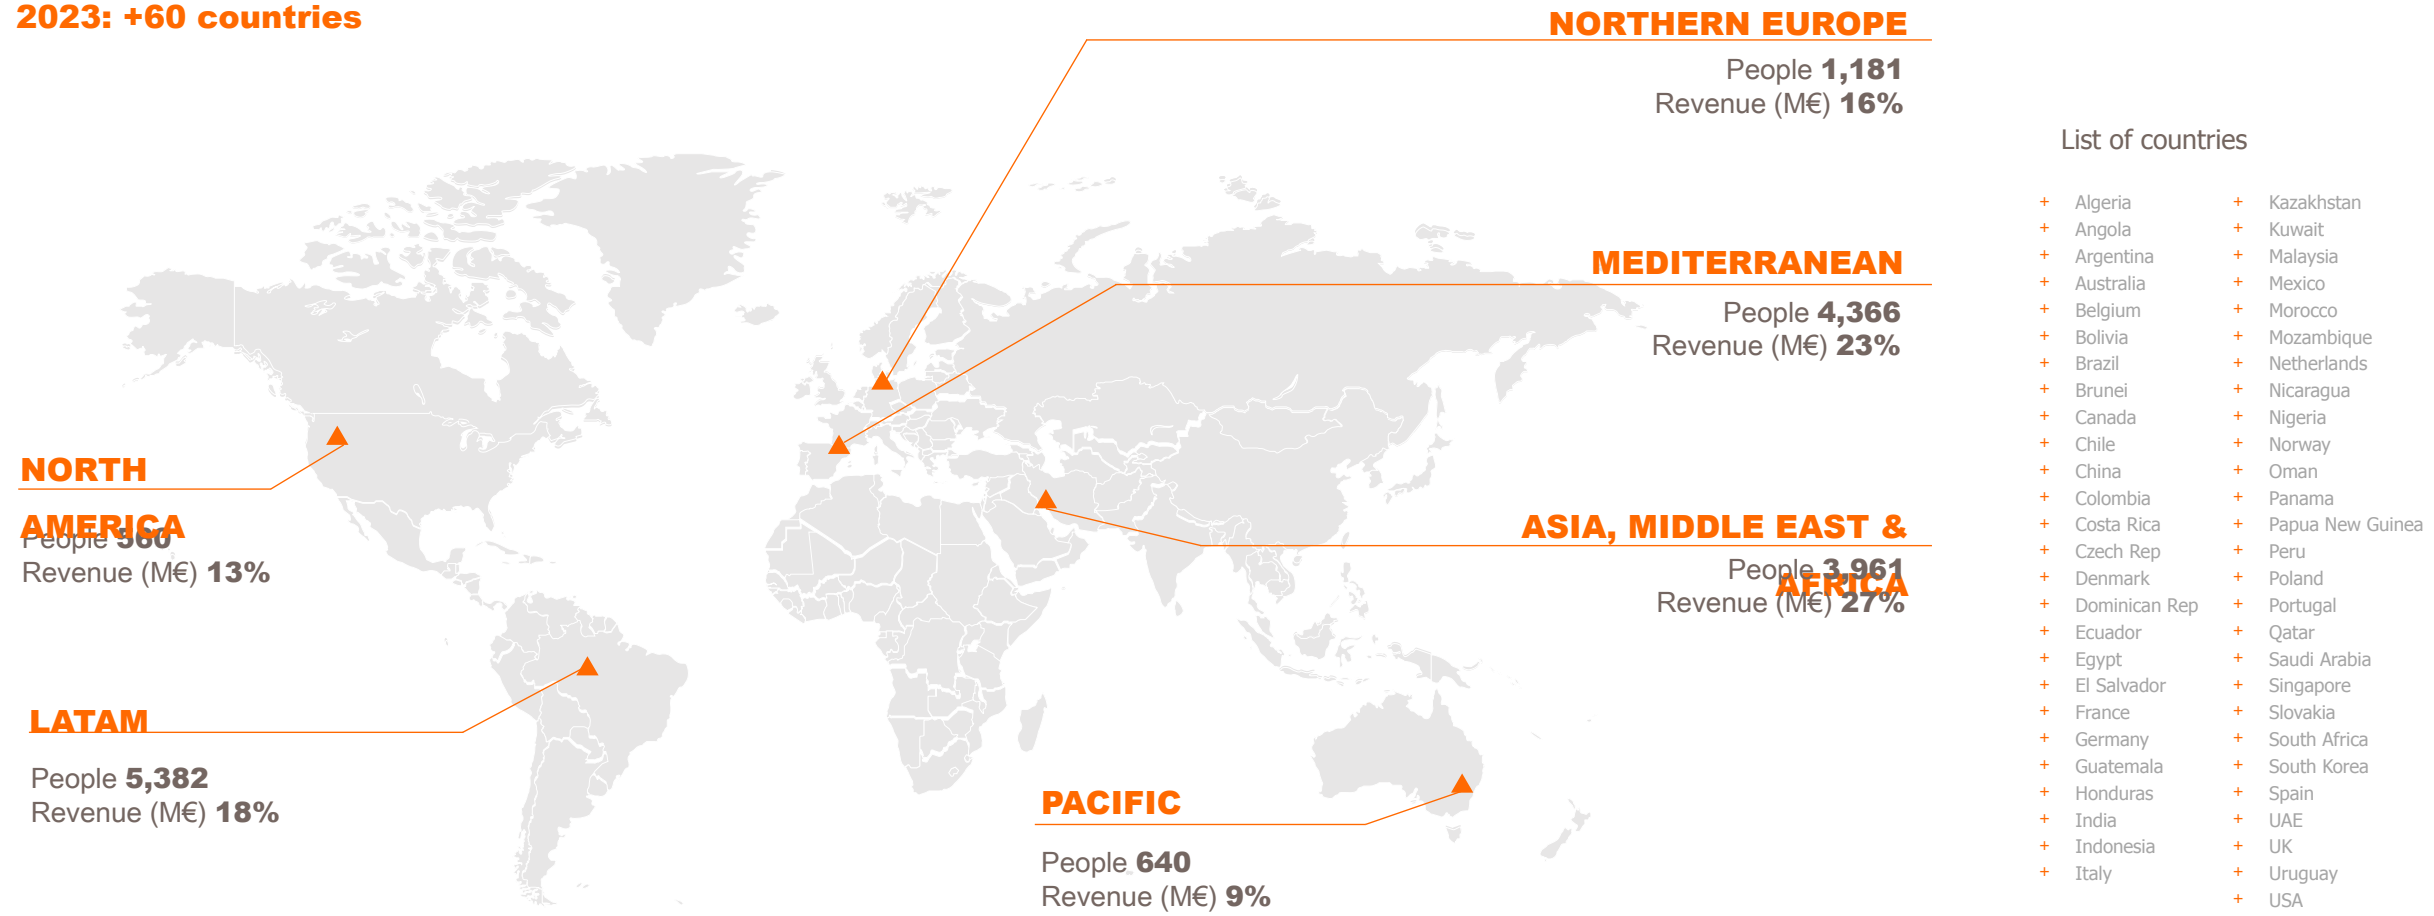 2023: +60 countries
NORTHERN EUROPE
People 1,181
Revenue (M€) 16%
MEDITERRANEAN
People 4,366
Revenue (M€) 23%
NORTH
AMERICA
People 560
Revenue (M€) 13%
ASIA, MIDDLE EAST &
AFRICA
People 3,961
Revenue (M€) 27%
LATAM
People 5,382
Revenue (M€) 18%
PACIFIC
People 640
Revenue (M€) 9%
List of countries
+ Algeria
+ Angola
+ Argentina
+ Australia
+ Belgium
+ Bolivia
+ Brazil
+ Brunei
+ Canada
+ Chile
+ China
+ Colombia
+ Costa Rica
+ Czech Rep
+ Denmark
+ Dominican Rep
+ Ecuador
+ Egypt
+ El Salvador
+ France
+ Germany
+ Guatemala
+ Honduras
+ India
+ Indonesia
+ Italy
+ Kazakhstan
+ Kuwait
+ Malaysia
+ Mexico
+ Morocco
+ Mozambique
+ Netherlands
+ Nicaragua
+ Nigeria
+ Norway
+ Oman
+ Panama
+ Papua New Guinea
+ Peru
+ Poland
+ Portugal
+ Qatar
+ Saudi Arabia
+ Singapore
+ Slovakia
+ South Africa
+ South Korea
+ Spain
+ UAE
+ UK
+ Uruguay
+ USA